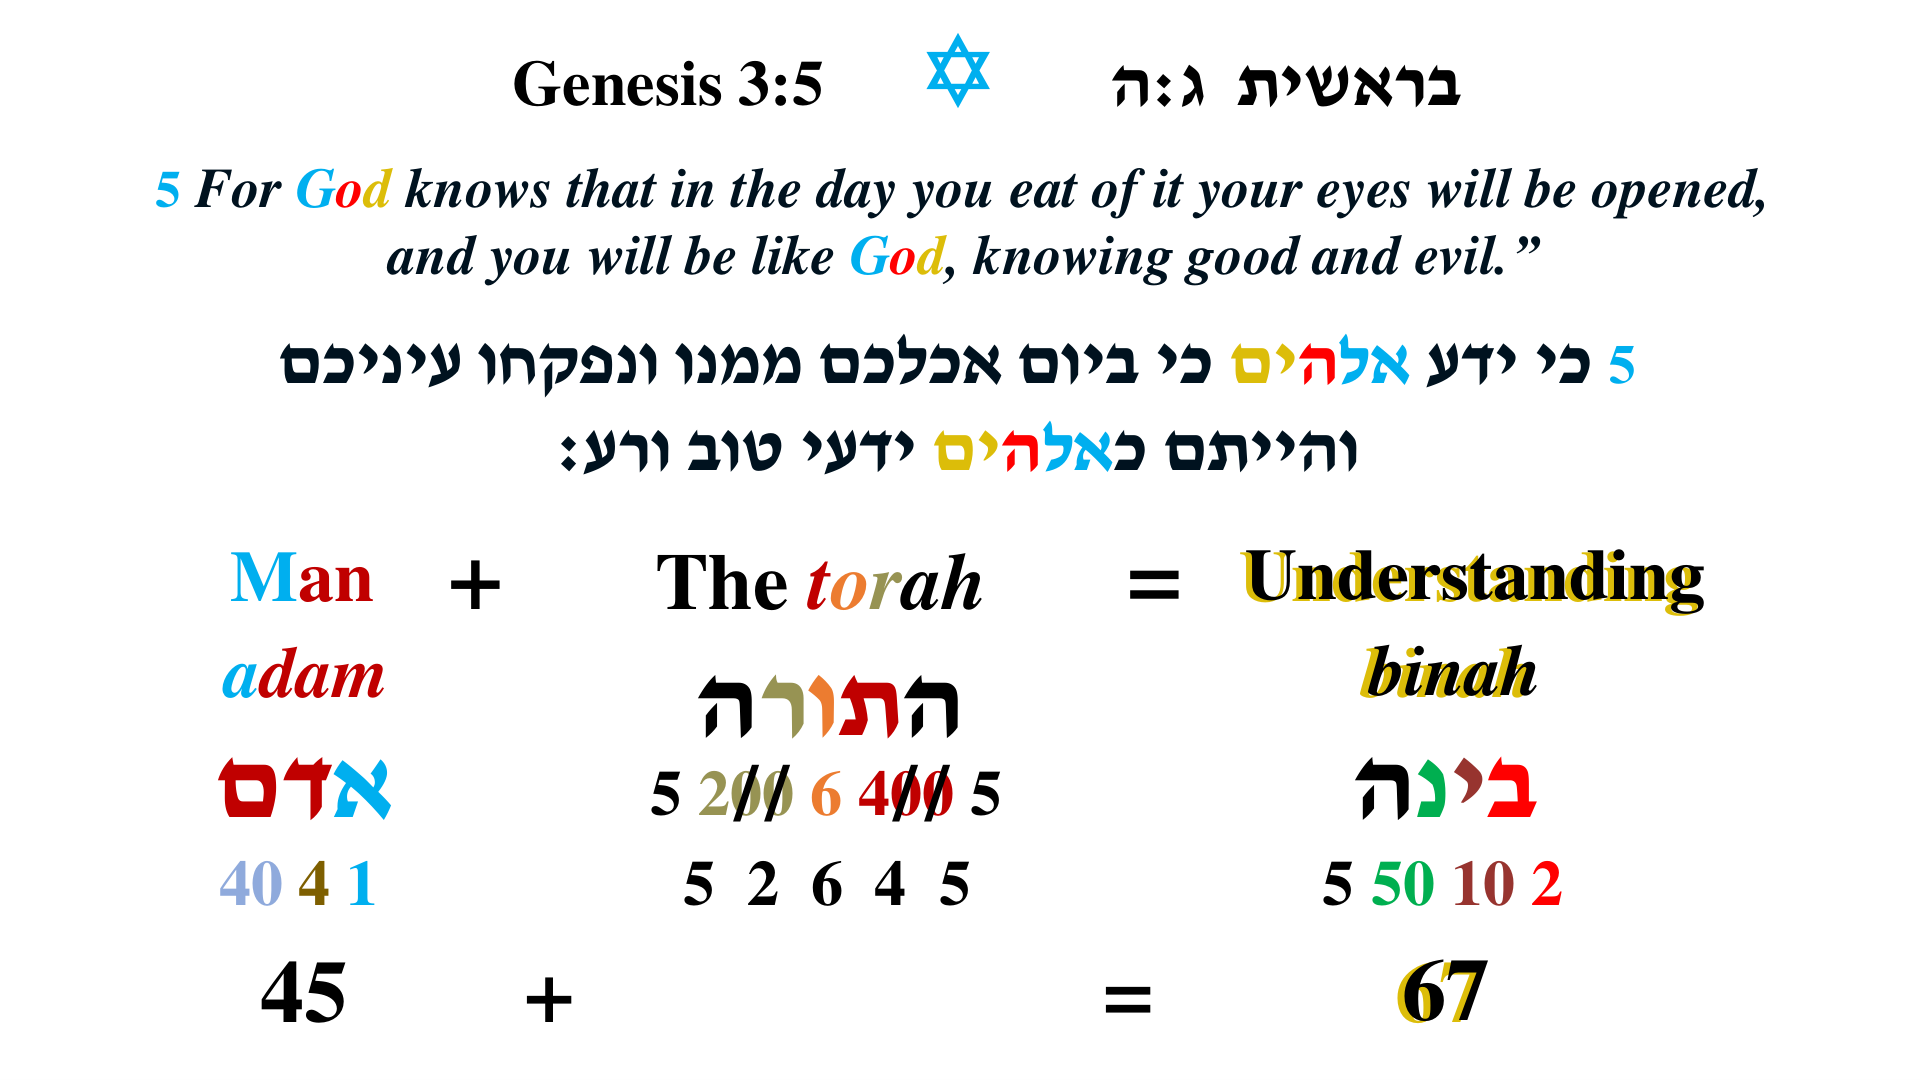 Genesis 3:5 ✡ בראשית ג:ה
5 For God knows that in the day you eat of it your eyes will be opened,
and you will be like God, knowing good and evil.”
5 כי ידע אלהים כי ביום אכלכם ממנו ונפקחו עיניכם
והייתם כאלהים ידעי טוב ורע:
Man + The torah = Understanding
adam binah
התורה
אדם בינה
5 200 6 400 5
40 4 1 5 2 6 4 5 5 50 10 2
45 + = 67